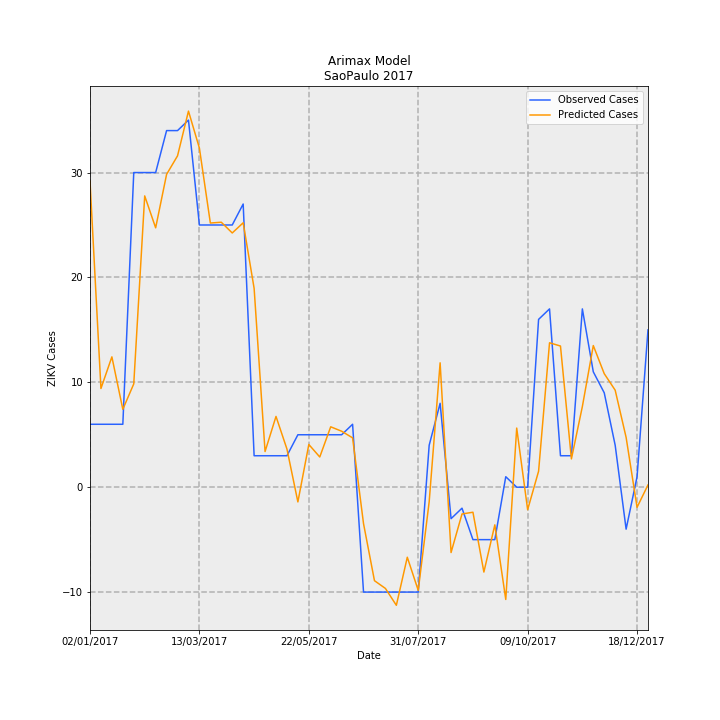 Arimax Model
SaoPaulo 2017
Observed Cases
Predicted Cases
ZIKV Cases
30
20
10
0
−10
02/01/2017 13/03/2017 22/05/2017 31/07/2017 09/10/2017 18/12/2017
Date